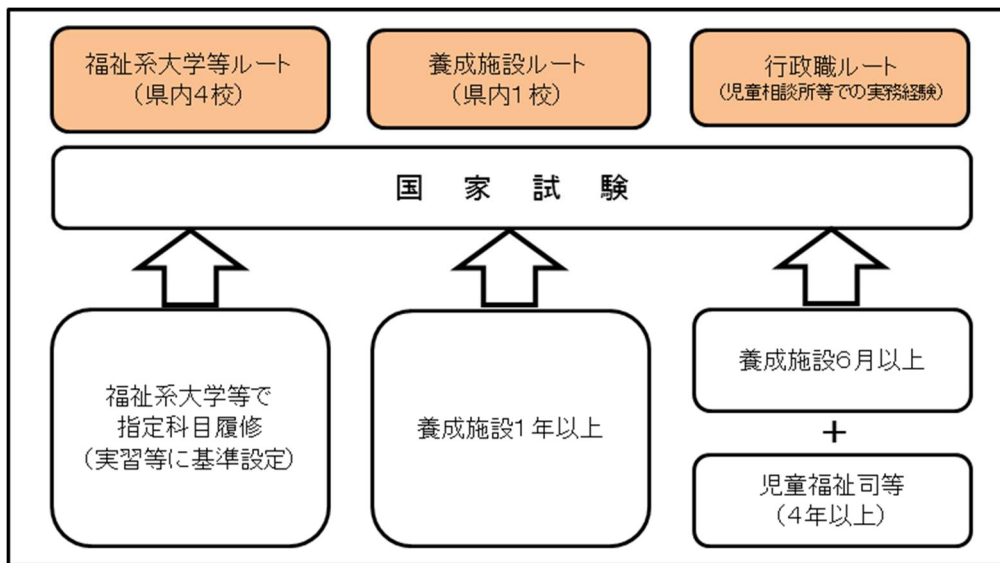 福祉系大学等ルート
（県内4校）
養成施設ルート
（県内1校）
行政職ルート
（児童相談所等での実務経験）
国家試験
福祉系大学等で
指定科目履修
（実習等に基準設定）
養成施設1年以上
養成施設6月以上
+
児童福祉司等
（4年以上）